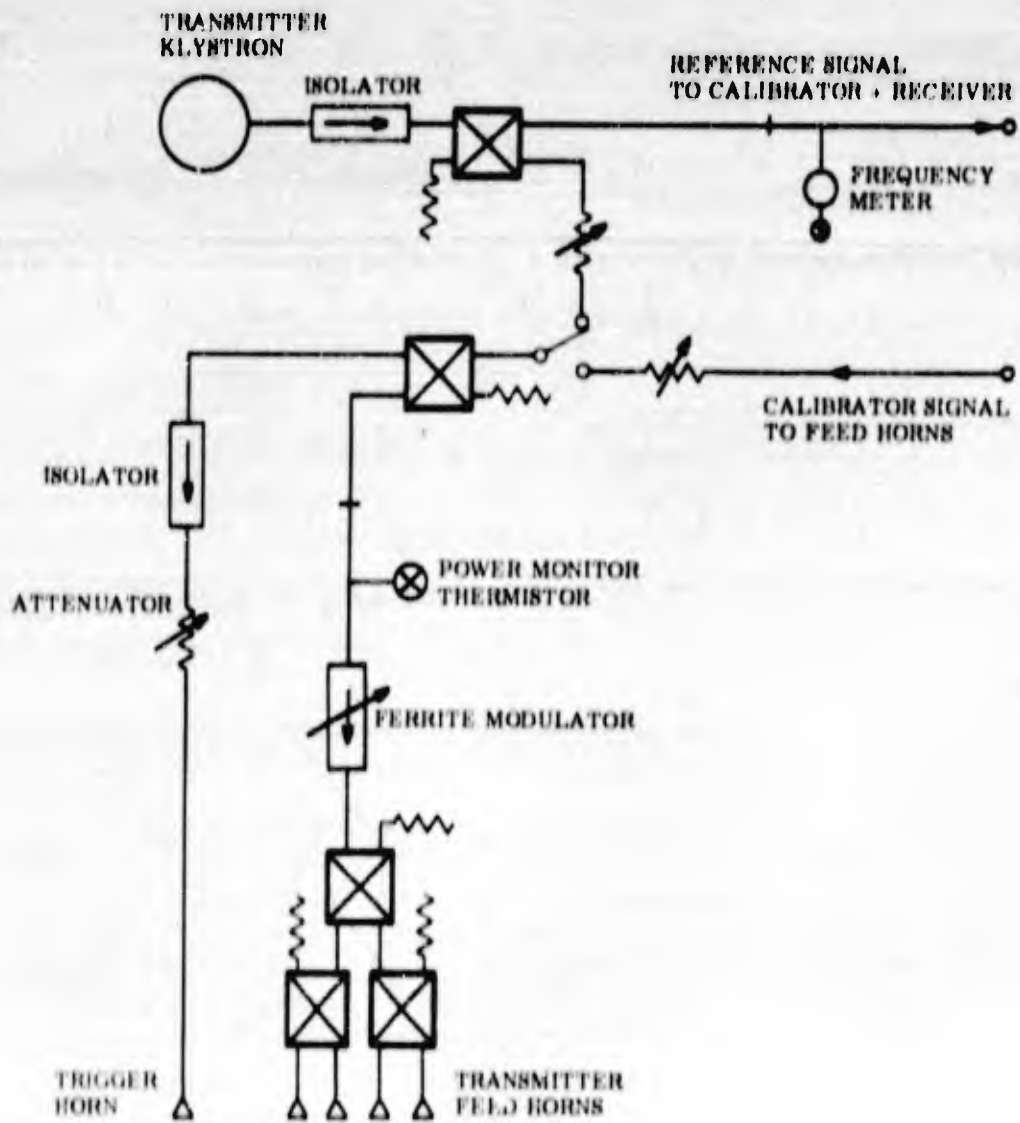 TRANSMITTER
KLYSTRON
ISOLATOR
REFERENCE SIGNAL
TO CALIBRATOR + RECEIVER
FREQUENCY
METER
CALIBRATOR SIGNAL
TO FEED HORNS
ISOLATOR
POWER MONITOR
THERMISTOR
ATTENUATOR
FERRITE MODULATOR
TRIGGER
HORN
TRANSMITTER
FEED HORNS